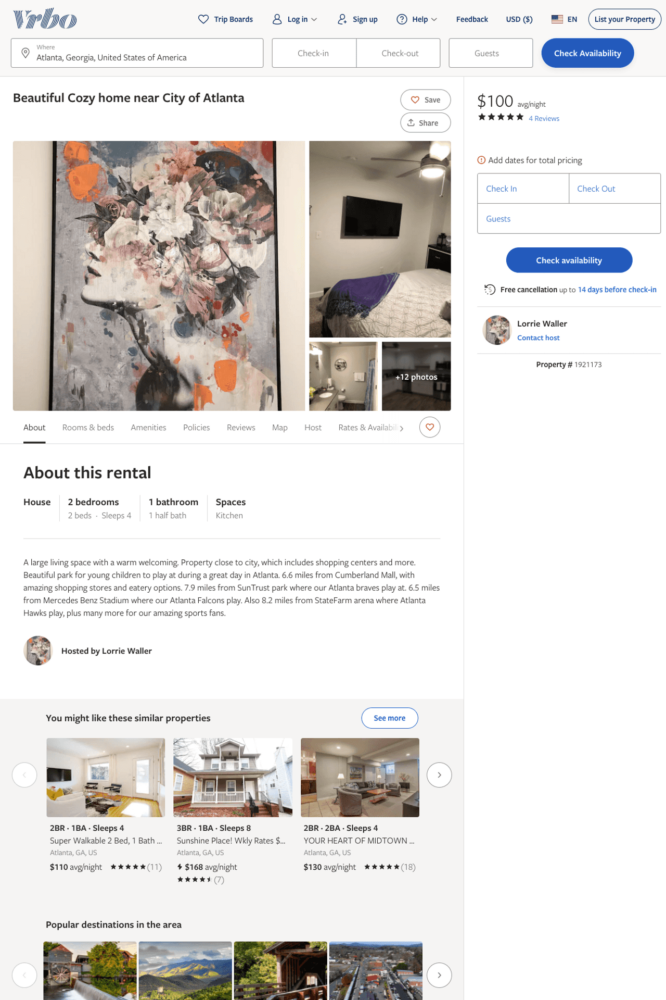 Vrbo
Trip Boards
Log in
Sign up
Help
Feedback
USD ($)
EN
List your Property
Where
Atlanta, Georgia, United States of America
Check-in
Check-out
Guests
Check Availability
Beautiful Cozy home near City of Atlanta
Save
Share
$100 avg/night
4 Reviews
Add dates for total pricing
Check In
Check Out
Guests
Check availability
Free cancellation up to 14 days before check-in
Lorrie Waller
Contact host
Property # 1921173
+12 photos
About
Rooms & beds
Amenities
Policies
Reviews
Map
Host
Rates & Availabili
About this rental
House
2 bedrooms
2 beds · Sleeps 4
1 bathroom
1 half bath
Spaces
Kitchen
A large living space with a warm welcoming. Property close to city, which includes shopping centers and more.
Beautiful park for young children to play at during a great day in Atlanta. 6.6 miles from Cumberland Mall, with
amazing shopping stores and eatery options. 7.9 miles from SunTrust park where our Atlanta braves play at. 6.5 miles
from Mercedes Benz Stadium where our Atlanta Falcons play. Also 8.2 miles from StateFarm arena where Atlanta
Hawks play, plus many more for our amazing sports fans.
Hosted by Lorrie Waller
You might like these similar properties
See more
2BR · 1BA · Sleeps 4
Super Walkable 2 Bed, 1 Bath ...
Atlanta, GA, US
$110 avg/night
(11)
3BR · 1BA · Sleeps 8
Sunshine Place! Wkly Rates $...
Atlanta, GA, US
$168 avg/night
(7)
2BR · 2BA · Sleeps 4
YOUR HEART OF MIDTOWN ...
Atlanta, GA, US
$130 avg/night
(18)
Popular destinations in the area